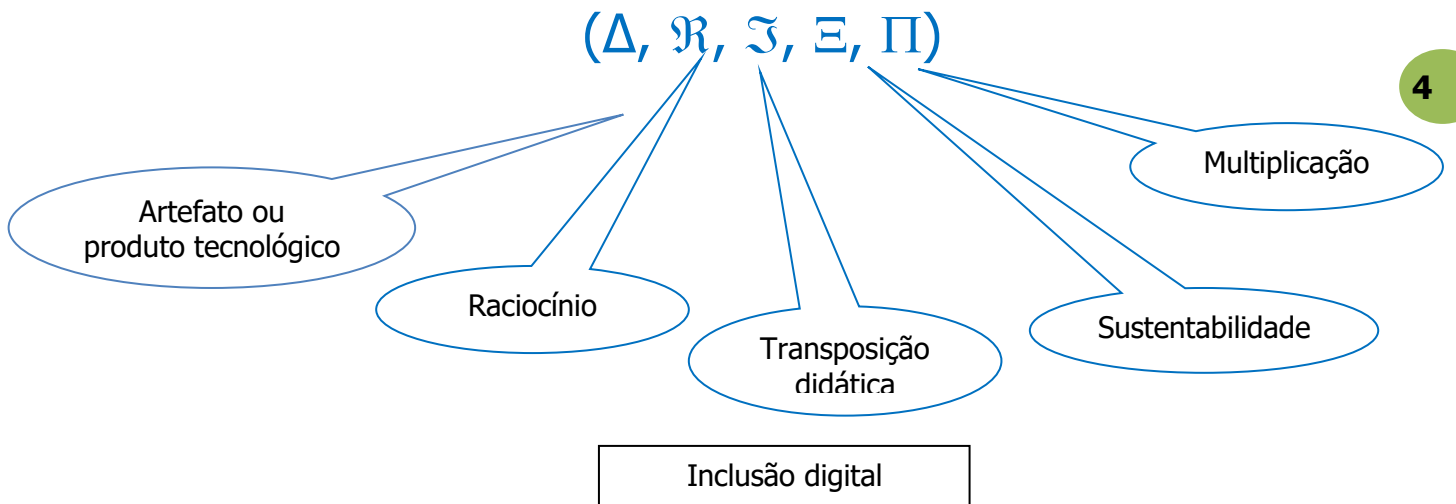 (Δ, ℜ, ℑ, Ξ, Π)
4
Multiplicação
Artefato ou
produto tecnológico
Raciocínio
Sustentabilidade
Transposição
didática
Inclusão digital